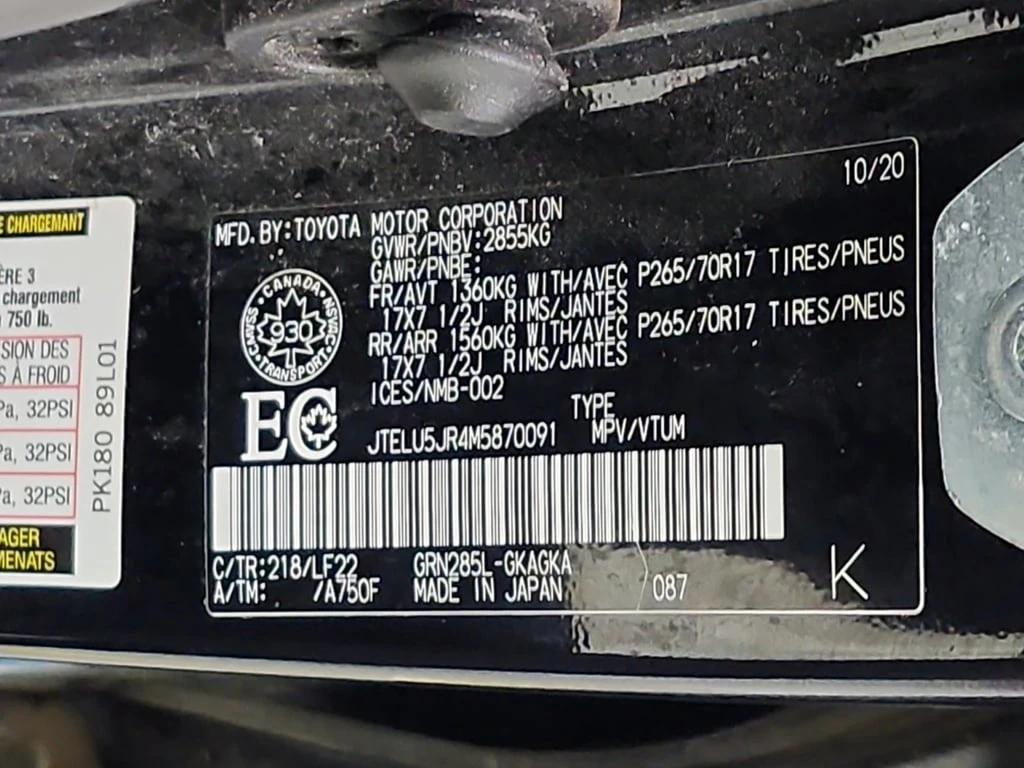 10/20
MFD. BY: TOYOTA MOTOR CORPORATION
GVWR/PNBV: 2855KG
GAWR/PNBE:
FR/AVT 1360KG WITH/AVEC P265/70R17 TIRES/PNEUS
17X7 1/2J RIMS/JANTES
RR/ARR 1560KG WITH/AVEC P265/70R17 TIRES/PNEUS
17X7 1/2J RIMS/JANTES
ICES/NMB-002
CANADA
930
TRANSPORT
EC
TYPE
JTELU5JR4M5870091 MPV/VTUM
C/TR:218/LF22 GRN285L-GKAGKA
A/TM: /A750F MADE IN JAPAN 087 K
E CHARGEMENT
ÈRE 3
chargement
750 lb.
SION DES
S À FROID
Pa, 32PSI
Pa, 32PSI
Pa, 32PSI
AGER
MENATS
PK180 89L01